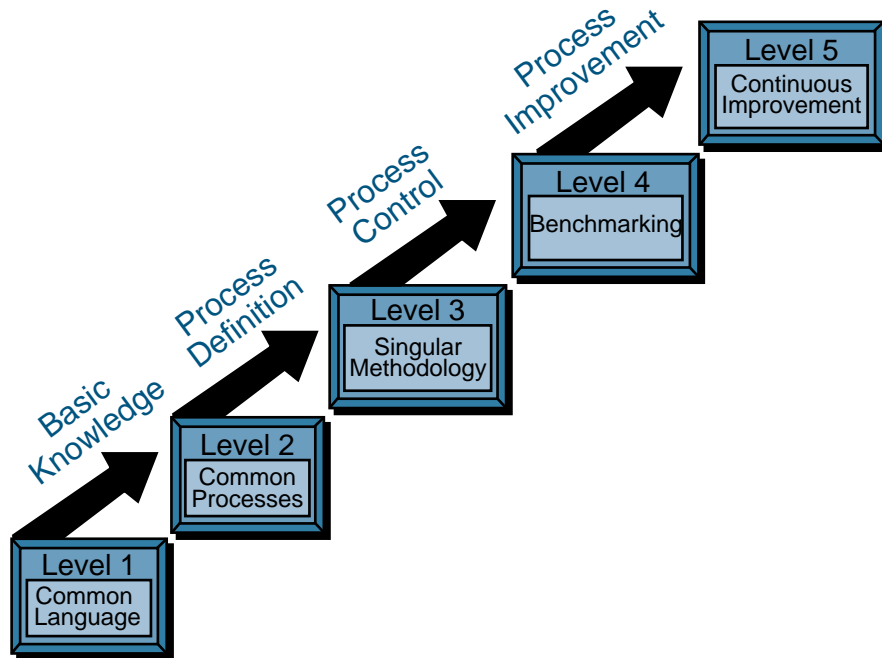 Level 5
Continuous
Improvement
Process
Improvement
Level 4
Benchmarking
Process
Control
Level 3
Singular
Methodology
Process
Definition
Level 2
Common
Processes
Basic
Knowledge
Level 1
Common
Language